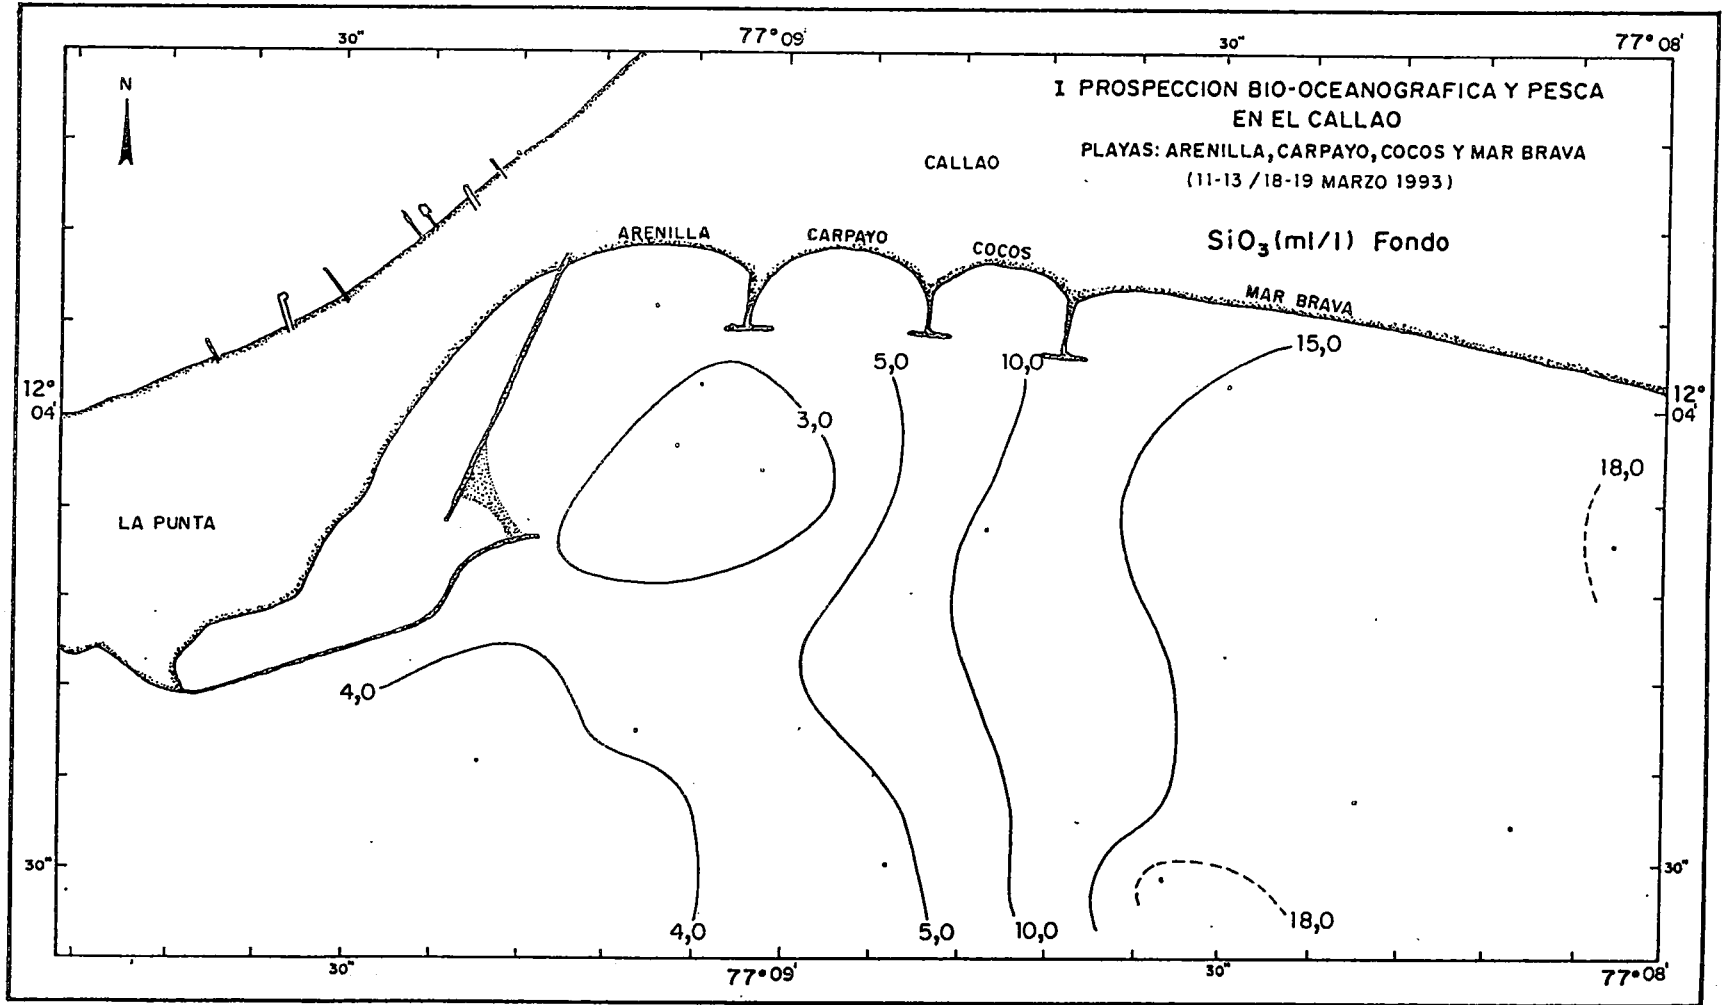 30"
77°09'
30"
77°08'
N
I PROSPECCION BIO-OCEANOGRAFICA Y PESCA
EN EL CALLAO
PLAYAS: ARENILLA, CARPAYO, COCOS Y MAR BRAVA
(11-13 / 18-19 MARZO 1993)
CALLAO
SiO₃(ml/l) Fondo
ARENILLA
CARPAYO
COCOS
MAR BRAVA
15,0
5,0
10,0
12°
04'
12°
04'
3,0
18,0
LA PUNTA
4,0
30"
30"
18,0
4,0
5,0
10,0
30"
77°09'
30"
77°08'